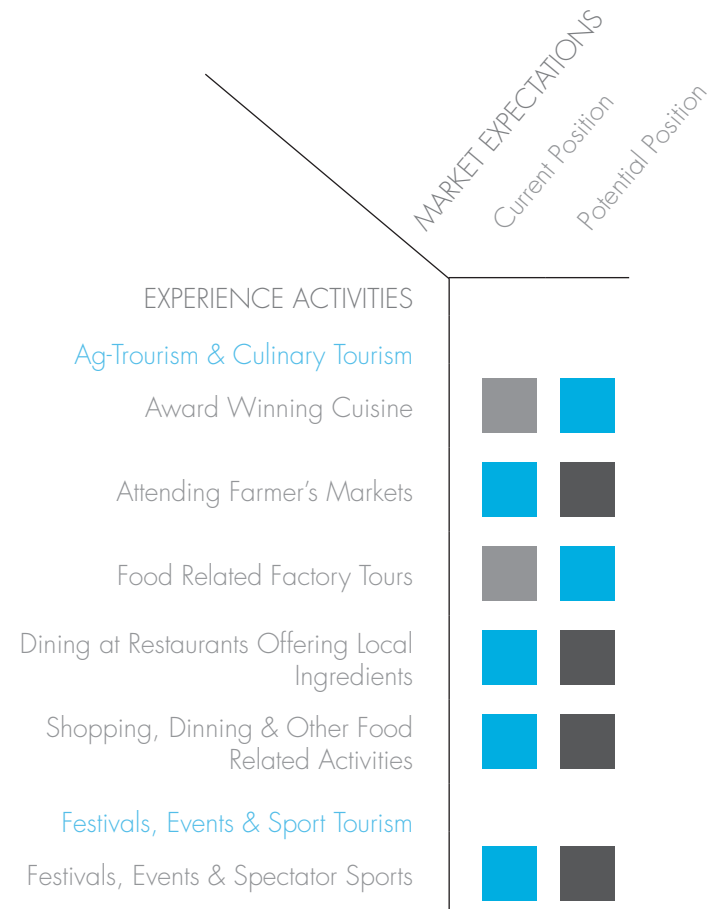 MARKET EXPECTATIONS
Current Position
Potential Position
EXPERIENCE ACTIVITIES
Ag-Trourism & Culinary Tourism
Award Winning Cuisine
Attending Farmer’s Markets
Food Related Factory Tours
Dining at Restaurants Offering Local
Ingredients
Shopping, Dinning & Other Food
Related Activities
Festivals, Events & Sport Tourism
Festivals, Events & Spectator Sports